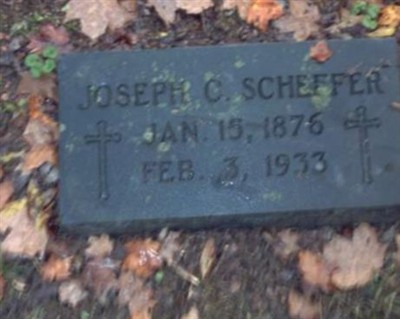 JOSEPH C. SCHEFFER
JAN. 15, 1876
FEB. 3, 1933